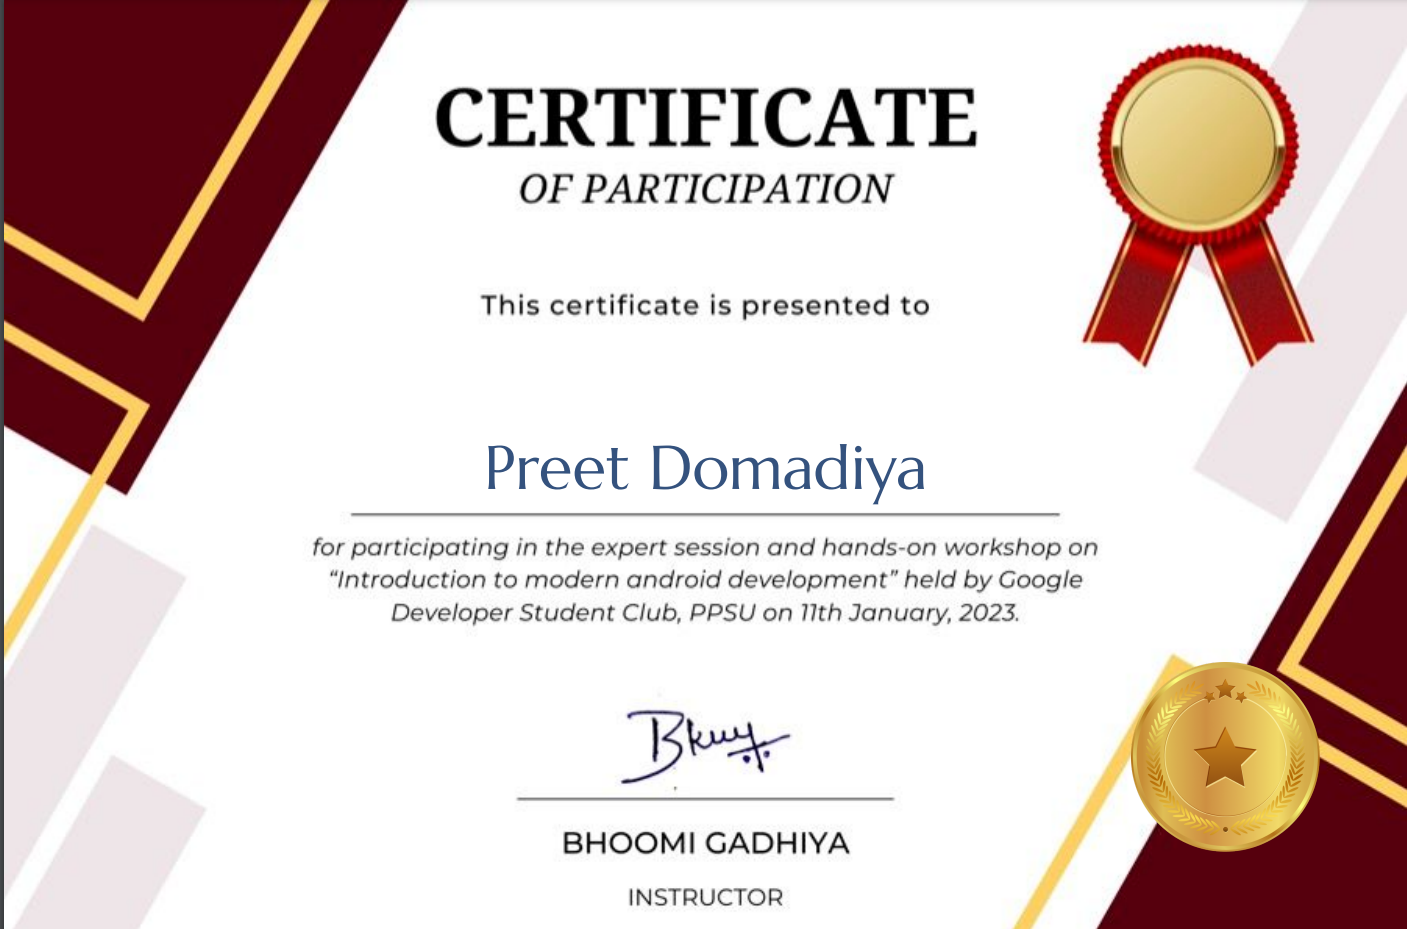 CERTIFICATE
OF PARTICIPATION
This certificate is presented to
Preet Domadiya
for participating in the expert session and hands-on workshop on
“Introduction to modern android development” held by Google
Developer Student Club, PPSU on 11th January, 2023.
BHOOMI GADHIYA
INSTRUCTOR